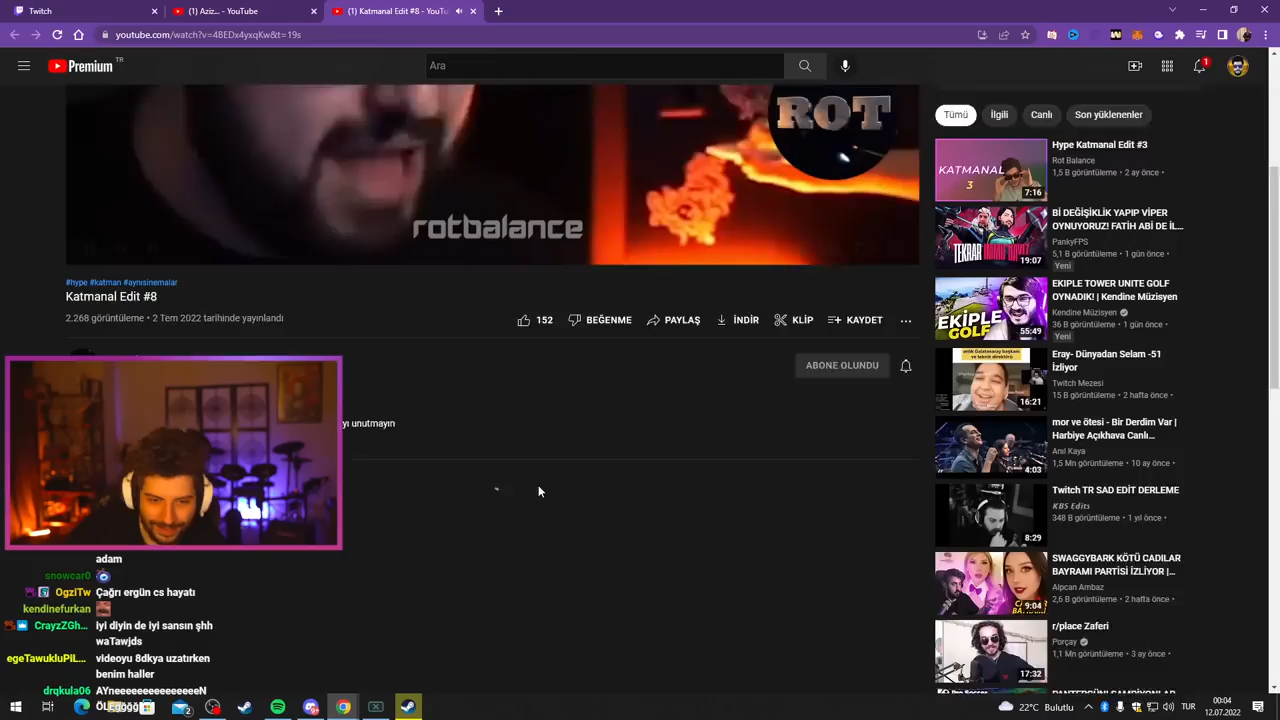 Twitch
(1) Aziz... - YouTube
(1) Katmanal Edit #8 - YouTu
youtube.com/watch?v=4BEDx4yxqKw&t=19s
Premium TR
Ara
1
ROT
rotbalance
#hype #katman #aynısinemalar
Katmanal Edit #8
2.268 görüntüleme • 2 Tem 2022 tarihinde yayınlandı
152
BEĞENME
PAYLAŞ
İNDİR
KLİP
KAYDET
ABONE OLUNDU
yı unutmayın
adam
snowcar0
OgzITw Çağrı ergün cs hayatı
kendinefurkan
CrayzZGh... iyl diyin de iyl sansın şhh
waTawjds
egeTawukluPiL... videoyu 8dkya uzatırken
benim haller
drqkula06 AYneeeeeeeeeeeeeN
Tümü
İlgili
Canlı
Son yüklenenler
KATMANAL
3
7:16
Hype Katmanal Edit #3
Rot Balance
1,5 B görüntüleme • 2 ay önce •
19:07
Bİ DEĞİŞİKLİK YAPIP VİPER
OYNUYORUZ! FATİH ABİ DE İL...
PankyFPS
5,1 B görüntüleme • 1 gün önce •
Yeni
EKİPLE
GOLF
55:49
EKIPLE TOWER UNITE GOLF
OYNADIK! | Kendine Müzisyen
Kendine Müzisyen
36 B görüntüleme • 1 gün önce •
Yeni
16:21
Eray- Dünyadan Selam -51
İzliyor
Twitch Mezesi
15 B görüntüleme • 2 hafta önce •
4:03
mor ve ötesi - Bir Derdim Var |
Harbiye Açıkhava Canlı...
Anıl Kaya
1,5 Mn görüntüleme • 10 ay önce •
8:29
Twitch TR SAD EDİT DERLEME
KBS Edits
348 B görüntüleme • 1 yıl önce •
9:04
SWAGGYBARK KÖTÜ CADILAR
BAYRAMI PARTİSİ İZLİYOR |...
Alpcan Ambaz
2,6 B görüntüleme • 2 hafta önce •
17:32
r/place Zaferi
Porçay
1,1 Mn görüntüleme • 3 ay önce •
22°C Bulutlu
TUR
00:04
12.07.2022